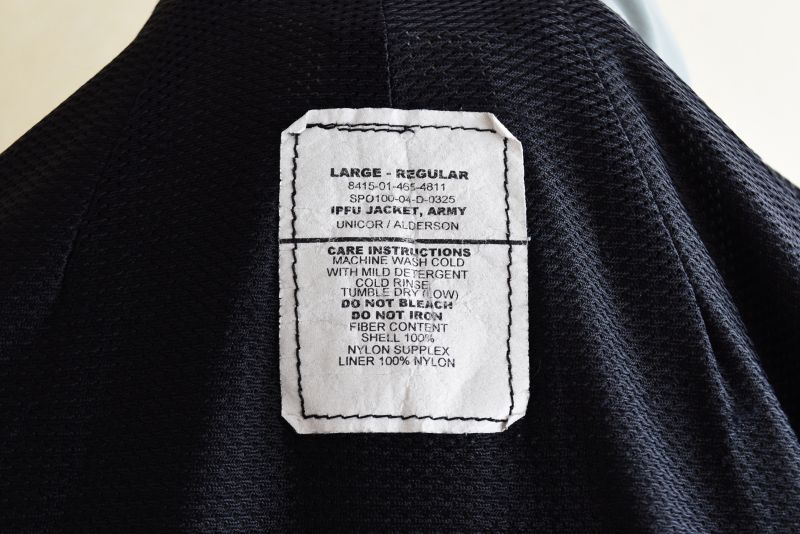 LARGE - REGULAR
8415-01-465-4811
SPO100-04-D-0325
IPFU JACKET, ARMY
UNICOR / ALDERSON
CARE INSTRUCTIONS
MACHINE WASH COLD
WITH MILD DETERGENT
COLD RINSE
TUMBLE DRY (LOW)
DO NOT BLEACH
DO NOT IRON
FIBER CONTENT
SHELL 100%
NYLON SUPPLEX
LINER 100% NYLON